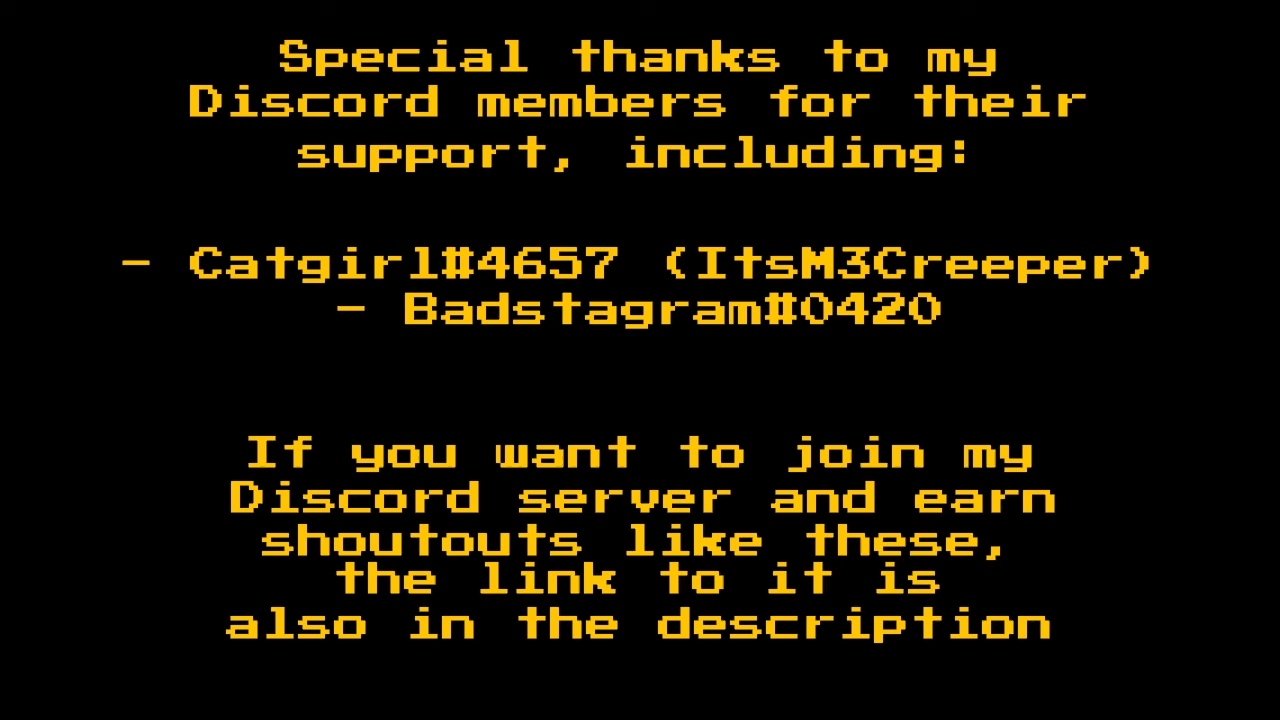 Special thanks to my
Discord members for their
support, including:
- Catgirl#4657 (ItsM3Creeper)
- Badstagram#0420
If you want to join my
Discord server and earn
shoutouts like these,
the link to it is
also in the description